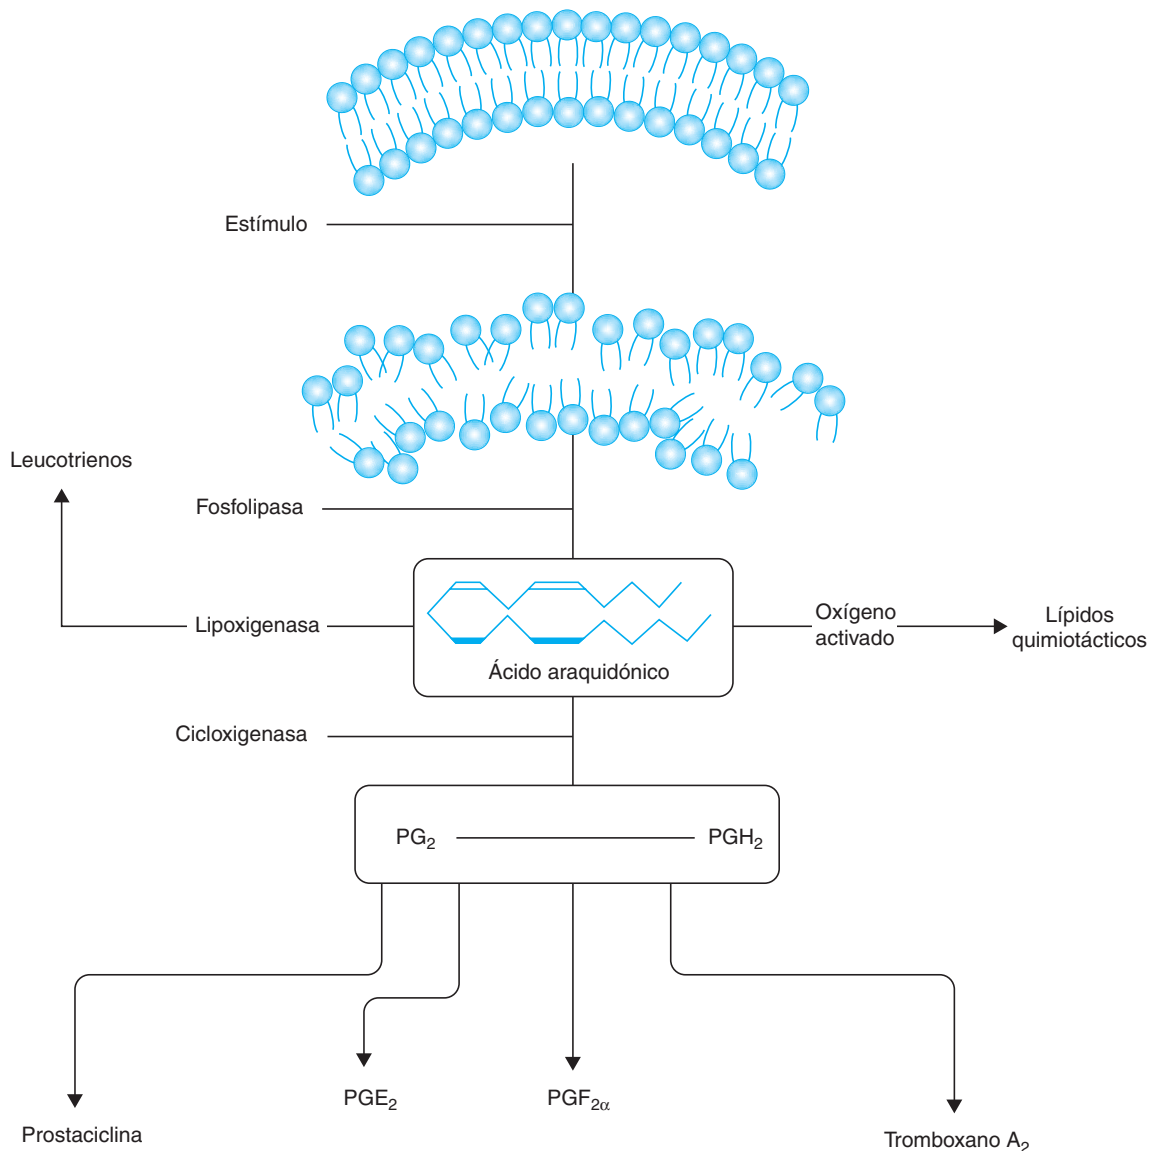 Estímulo
Leucotrienos
Fosfolipasa
Lipoxigenasa
Oxígeno
activado
Lípidos
quimiotácticos
Ácido araquidónico
Cicloxigenasa
PG₂
PGH₂
PGE₂
PGF₂α
Prostaciclina
Tromboxano A₂